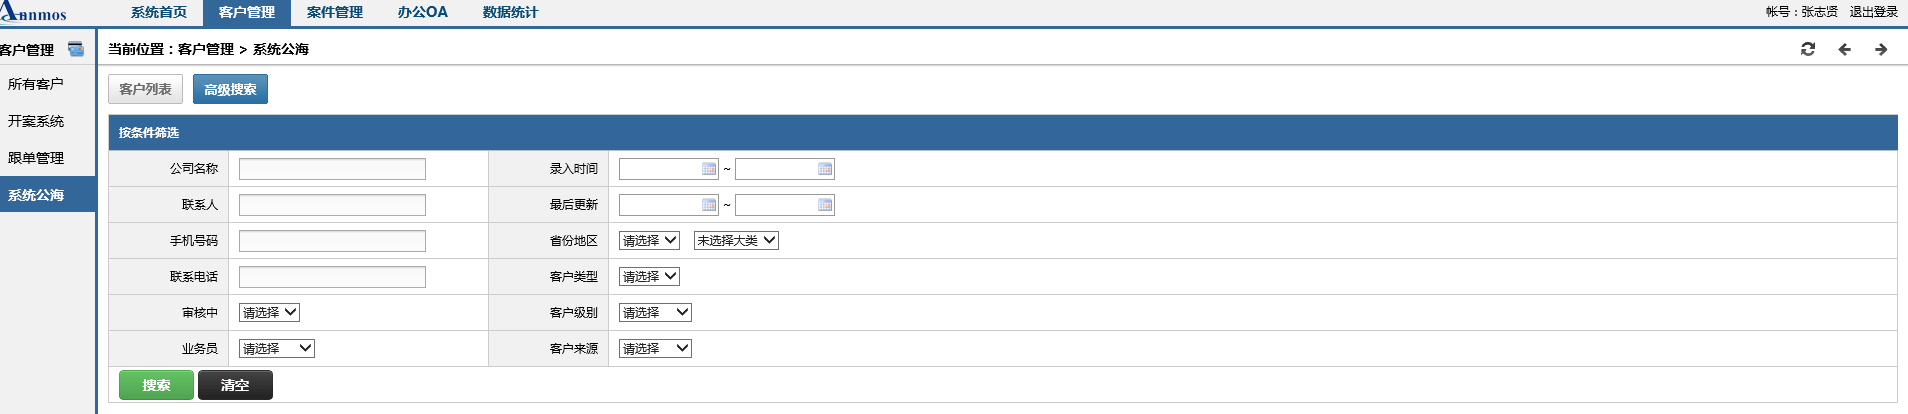 Annmos 系统首页 客户管理 案件管理 办公OA 数据统计 帐号：张志贤 退出登录
客户管理
所有客户
开案系统
跟单管理
系统公海
当前位置：客户管理 > 系统公海
客户列表 高级搜索
按条件筛选
公司名称 录入时间 ~
联系人 最后更新 ~
手机号码 省份地区 请选择 未选择大类
联系电话 客户类型 请选择
审核中 请选择 客户级别 请选择
业务员 请选择 客户来源 请选择
搜索 清空